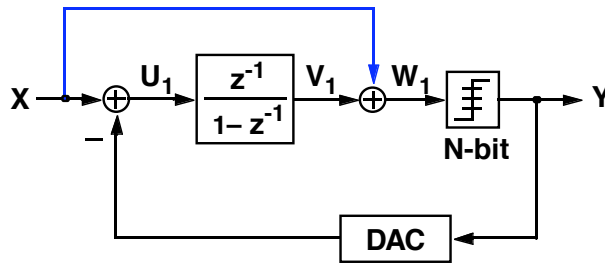 X
+
U₁
z⁻¹
1– z⁻¹
V₁
+
W₁
N-bit
Y
–
DAC